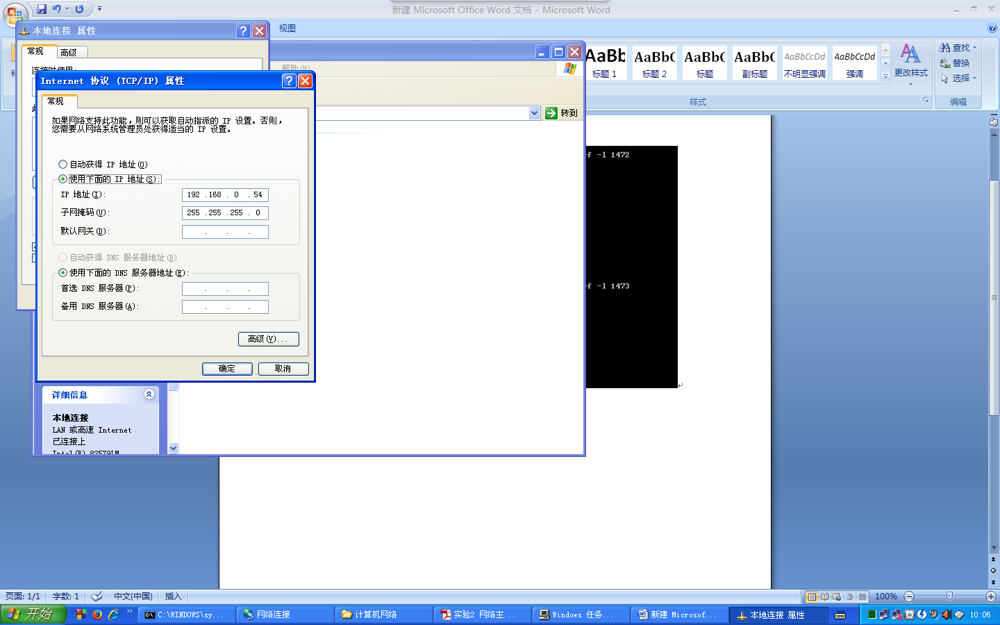 新建 Microsoft Office Word 文档 - Microsoft Word
本地连接 属性
视图
常规
高级
连接时使用:
帮助(H)
Internet 协议 (TCP/IP) 属性
常规
转到
如果网络支持此功能，则可以获取自动指派的 IP 设置。否则，
您需要从网络系统管理员处获得适当的 IP 设置。
自动获得 IP 地址(O)
使用下面的 IP 地址(S):
IP 地址(I):
192 .168 . 0 . 54
子网掩码(U):
255 .255 .255 . 0
默认网关(D):
. . .
自动获得 DNS 服务器地址(B)
使用下面的 DNS 服务器地址(E):
首选 DNS 服务器(P):
. . .
备用 DNS 服务器(A):
. . .
高级(V)...
确定
取消
详细信息
本地连接
LAN 或高速 Internet
已连接上
Intel(R) 82579LM
AaBb
标题 1
AaBbC
标题 2
AaBbC
标题
AaBbC
副标题
AaBbCcDd
不明显强调
AaBbCcDd
强调
更改样式
样式
查找
替换
选择
编辑
-f -l 1472
-f -l 1473
页面: 1/1
字数: 1
中文(中国)
插入
100%
开始
C:\WINDOWS\sy...
网络连接
计算机网络
实验2 网络主...
Windows 任务...
新建 Microsof...
本地连接 属性
10:06